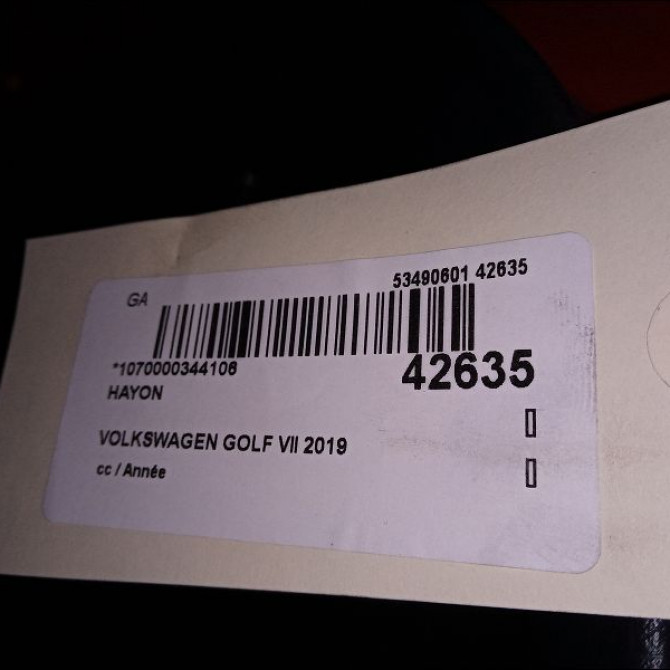 GA
53490601 42635
*1070000344106
42635
HAYON
VOLKSWAGEN GOLF VII 2019
cc / Année